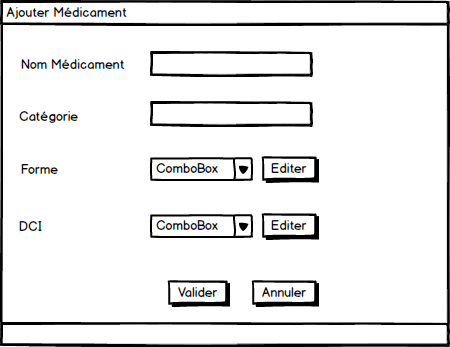 Ajouter Médicament
Nom Médicament
Catégorie
Forme ComboBox Editer
DCI ComboBox Editer
Valider Annuler